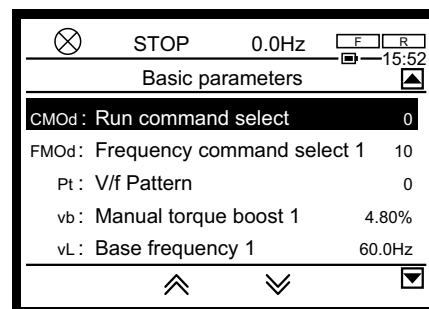 STOP 0.0Hz F R
15:52
Basic parameters
CMOd: Run command select 0
FMOd: Frequency command select 1 10
Pt: V/f Pattern 0
vb: Manual torque boost 1 4.80%
vL: Base frequency 1 60.0Hz